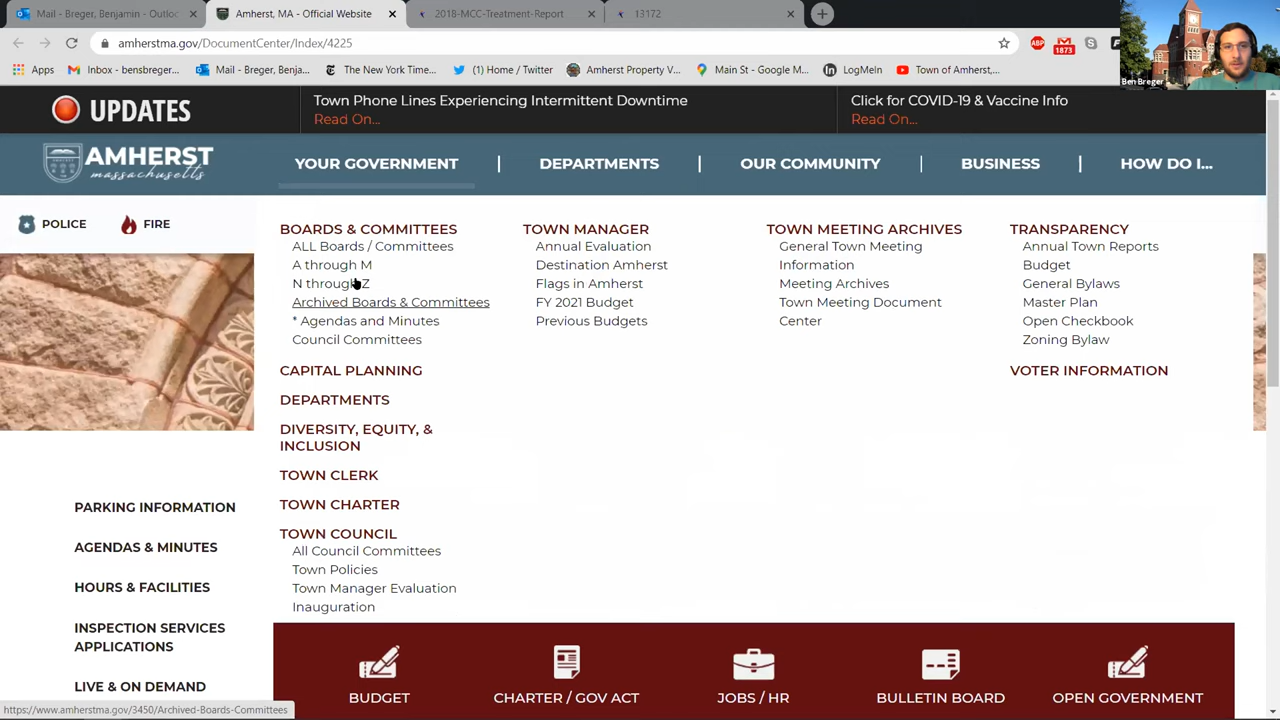 Mail - Breger, Benjamin - Outloo
Amherst, MA - Official Website
2018-MCC-Treatment-Report
13172
amherstma.gov/DocumentCenter/Index/4225
ABP
1873
Apps
Inbox - bensbreger...
Mail - Breger, Benja...
The New York Time...
Twitter
Amherst Property V...
Main St - Google M...
LogMeIn
Town of Amherst,...
Ben Breger
UPDATES
Town Phone Lines Experiencing Intermittent Downtime
Read On...
Click for COVID-19 & Vaccine Info
Read On...
AMHERST
massachusetts
YOUR GOVERNMENT | DEPARTMENTS | OUR COMMUNITY | BUSINESS | HOW DO I...
POLICE
FIRE
BOARDS & COMMITTEES
ALL Boards / Committees
A through M
N through Z
Archived Boards & Committees
* Agendas and Minutes
Council Committees
CAPITAL PLANNING
DEPARTMENTS
DIVERSITY, EQUITY, &
INCLUSION
TOWN CLERK
TOWN CHARTER
TOWN COUNCIL
All Council Committees
Town Policies
Town Manager Evaluation
Inauguration
TOWN MANAGER
Annual Evaluation
Destination Amherst
Flags in Amherst
FY 2021 Budget
Previous Budgets
TOWN MEETING ARCHIVES
General Town Meeting
Information
Meeting Archives
Town Meeting Document
Center
TRANSPARENCY
Annual Town Reports
Budget
General Bylaws
Master Plan
Open Checkbook
Zoning Bylaw
VOTER INFORMATION
PARKING INFORMATION
AGENDAS & MINUTES
HOURS & FACILITIES
INSPECTION SERVICES
APPLICATIONS
LIVE & ON DEMAND
BUDGET
CHARTER / GOV ACT
JOBS / HR
BULLETIN BOARD
OPEN GOVERNMENT
https://www.amherstma.gov/3450/Archived-Boards-Committees